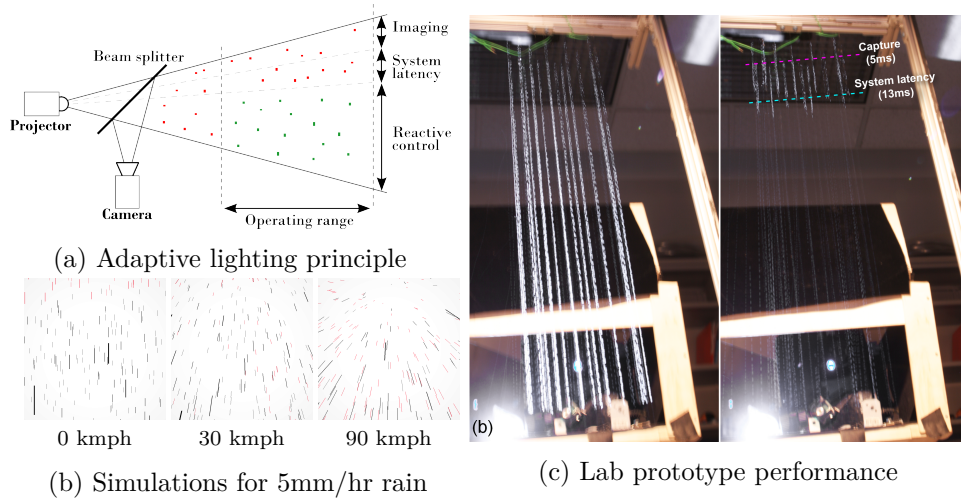 Imaging
Beam splitter
System
latency
Projector
Reactive
control
Camera
Operating range
(a) Adaptive lighting principle
0 kmph
30 kmph
90 kmph
(b) Simulations for 5mm/hr rain
Capture
(5ms)
System latency
(13ms)
(b)
(c) Lab prototype performance